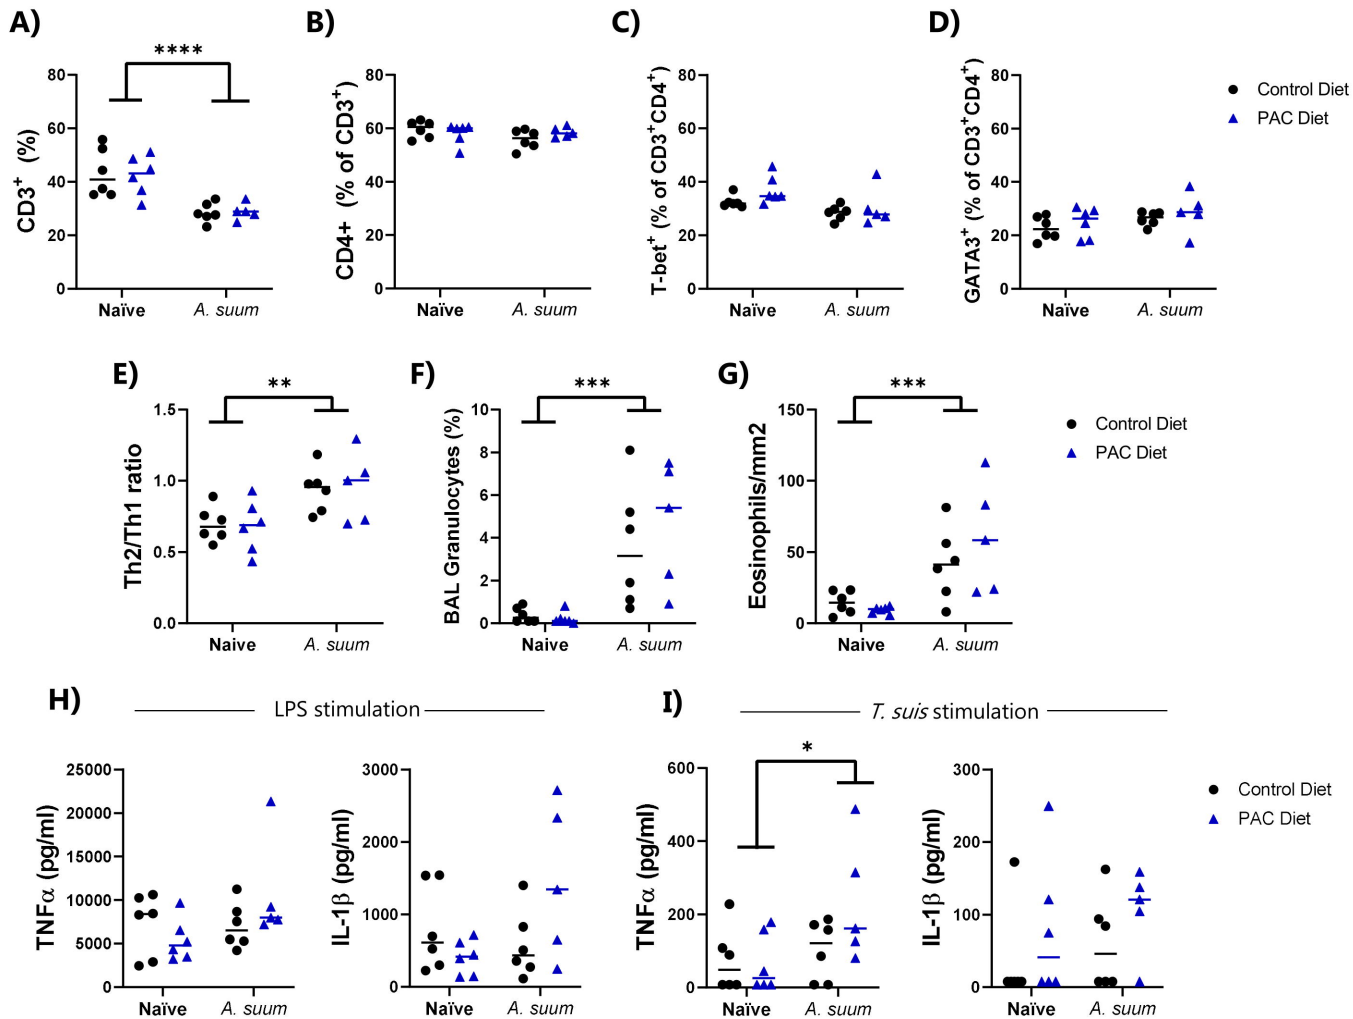 A)
B)
C)
D)
****
80
60
40
20
0
CD3+ (%)
Naïve
A. suum
80
60
40
20
0
CD4+ (% of CD3+)
Naïve
A. suum
80
60
40
20
0
T-bet+ (% of CD3+CD4+)
Naïve
A. suum
80
60
40
20
0
GATA3+ (% of CD3+CD4+)
Naïve
A. suum
Control Diet
PAC Diet
E)
F)
G)
**
1.5
1.0
0.5
0.0
Th2/Th1 ratio
Naive
A. suum
***
10
8
6
4
2
0
BAL Granulocytes (%)
Naive
A. suum
***
150
100
50
0
Eosinophils/mm2
Naive
A. suum
Control Diet
PAC Diet
H)
LPS stimulation
I)
T. suis stimulation
25000
20000
15000
10000
5000
0
TNFα (pg/ml)
Naïve
A. suum
3000
2000
1000
0
IL-1β (pg/ml)
Naïve
A. suum
*
600
400
200
0
TNFα (pg/ml)
Naïve
A. suum
300
200
100
0
IL-1β (pg/ml)
Naïve
A. suum
Control Diet
PAC Diet